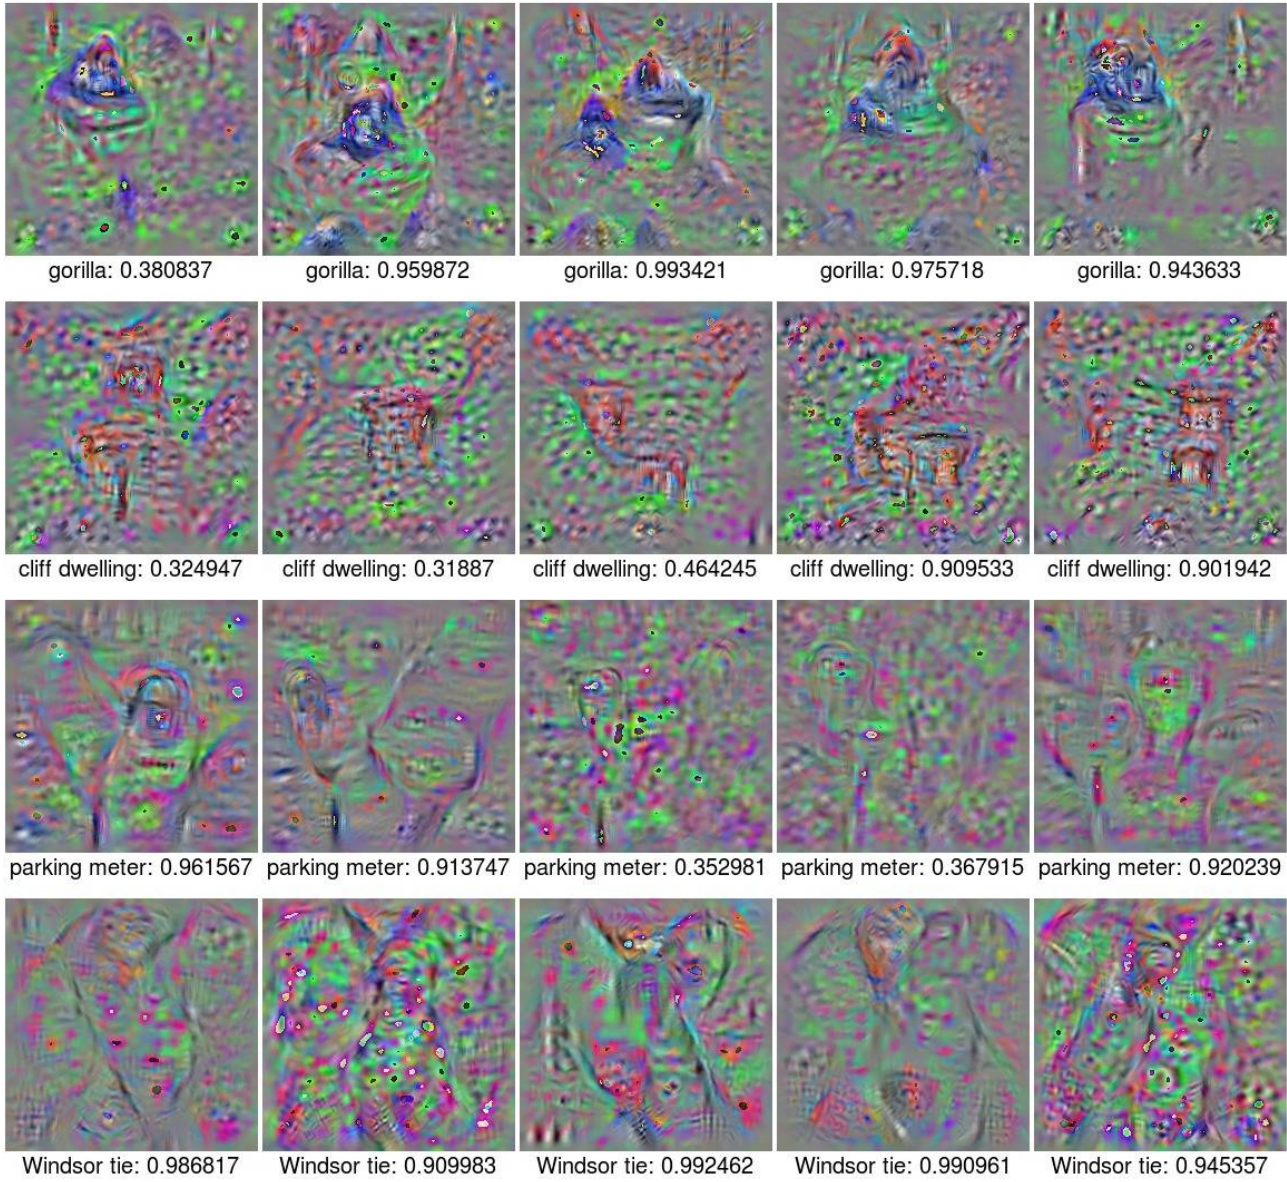 gorilla: 0.380837 gorilla: 0.959872 gorilla: 0.993421 gorilla: 0.975718 gorilla: 0.943633
cliff dwelling: 0.324947 cliff dwelling: 0.31887 cliff dwelling: 0.464245 cliff dwelling: 0.909533 cliff dwelling: 0.901942
parking meter: 0.961567 parking meter: 0.913747 parking meter: 0.352981 parking meter: 0.367915 parking meter: 0.920239
Windsor tie: 0.986817 Windsor tie: 0.909983 Windsor tie: 0.992462 Windsor tie: 0.990961 Windsor tie: 0.945357